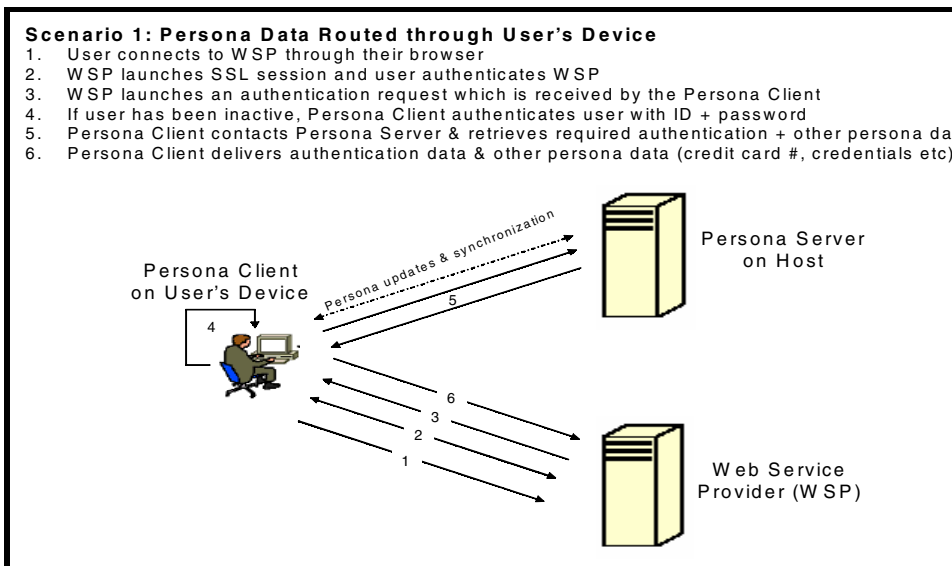 Scenario 1: Persona Data Routed through User's Device
1. User connects to WSP through their browser
2. WSP launches SSL session and user authenticates WSP
3. WSP launches an authentication request which is received by the Persona Client
4. If user has been inactive, Persona Client authenticates user with ID + password
5. Persona Client contacts Persona Server & retrieves required authentication + other persona da
6. Persona Client delivers authentication data & other persona data (credit card #, credentials etc)
Persona updates & synchronization
Persona Server
on Host
Persona Client
on User's Device
5
4
6
3
2
1
Web Service
Provider (WSP)